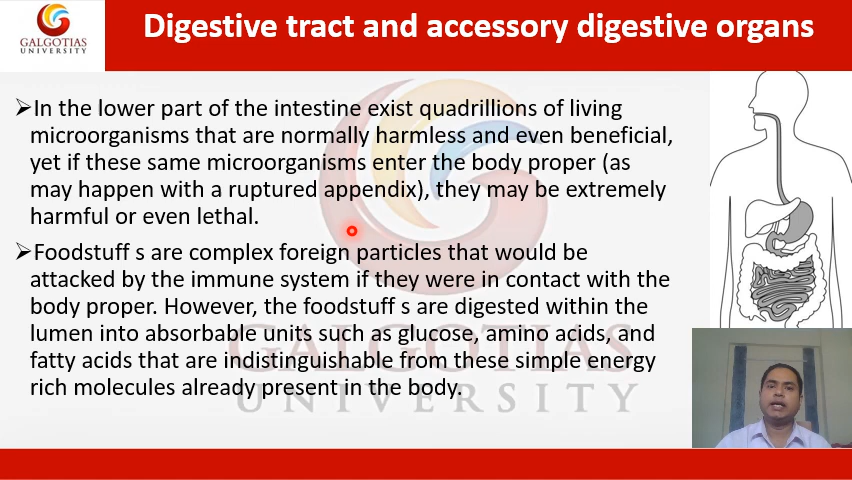 GALGOTIAS
UNIVERSITY
Digestive tract and accessory digestive organs
➢In the lower part of the intestine exist quadrillions of living
microorganisms that are normally harmless and even beneficial,
yet if these same microorganisms enter the body proper (as
may happen with a ruptured appendix), they may be extremely
harmful or even lethal.
➢Foodstuff s are complex foreign particles that would be
attacked by the immune system if they were in contact with the
body proper. However, the foodstuff s are digested within the
lumen into absorbable units such as glucose, amino acids, and
fatty acids that are indistinguishable from these simple energy
rich molecules already present in the body.
GALGOTIAS
UNIVERSITY